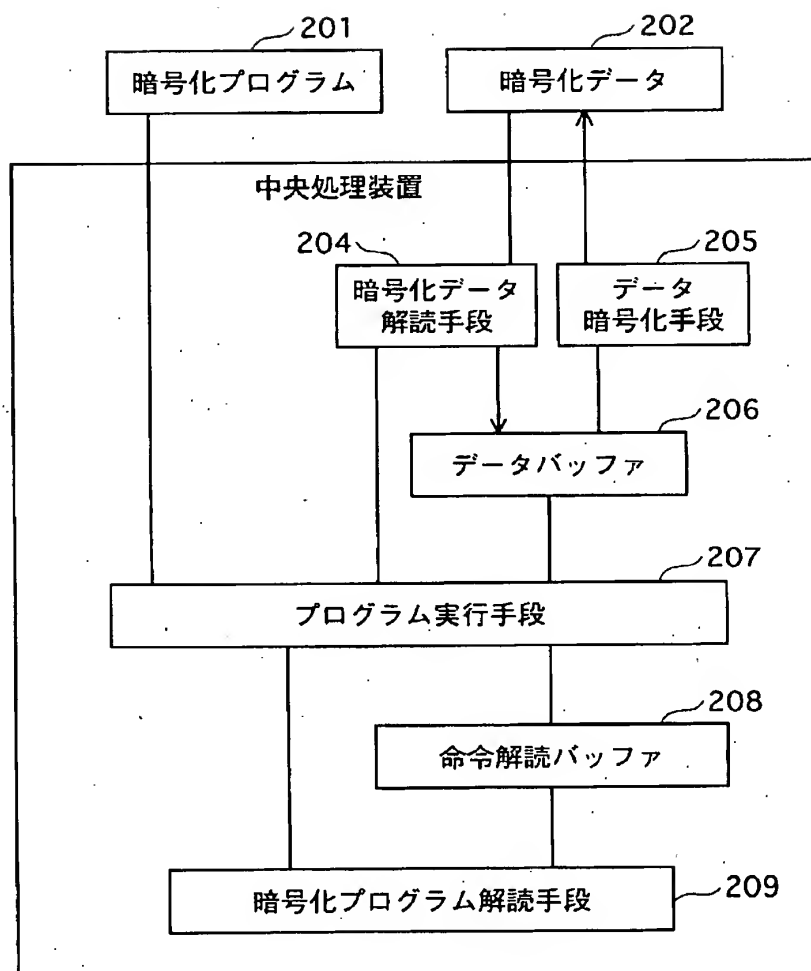 201
202
暗号化プログラム
暗号化データ
中央処理装置
204
205
暗号化データ
解読手段
データ
暗号化手段
206
データバッファ
207
プログラム実行手段
208
命令解読バッファ
暗号化プログラム解読手段
209